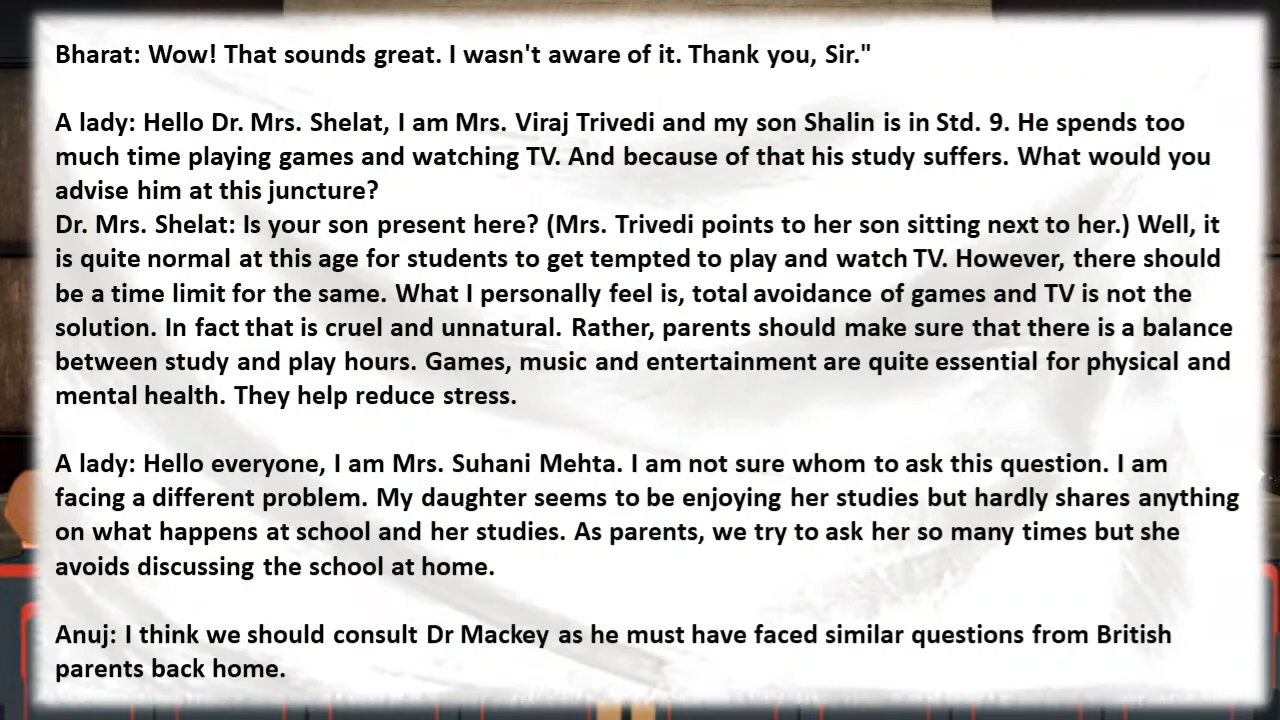 Bharat: Wow! That sounds great. I wasn't aware of it. Thank you, Sir."
A lady: Hello Dr. Mrs. Shelat, I am Mrs. Viraj Trivedi and my son Shalin is in Std. 9. He spends too
much time playing games and watching TV. And because of that his study suffers. What would you
advise him at this juncture?
Dr. Mrs. Shelat: Is your son present here? (Mrs. Trivedi points to her son sitting next to her.) Well, it
is quite normal at this age for students to get tempted to play and watch TV. However, there should
be a time limit for the same. What I personally feel is, total avoidance of games and TV is not the
solution. In fact that is cruel and unnatural. Rather, parents should make sure that there is a balance
between study and play hours. Games, music and entertainment are quite essential for physical and
mental health. They help reduce stress.
A lady: Hello everyone, I am Mrs. Suhani Mehta. I am not sure whom to ask this question. I am
facing a different problem. My daughter seems to be enjoying her studies but hardly shares anything
on what happens at school and her studies. As parents, we try to ask her so many times but she
avoids discussing the school at home.
Anuj: I think we should consult Dr Mackey as he must have faced similar questions from British
parents back home.